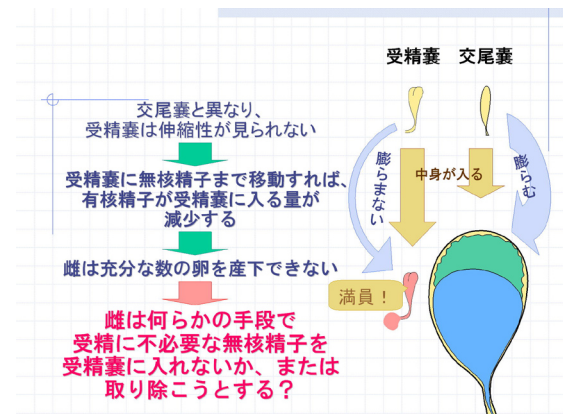 受精嚢 交尾嚢
交尾嚢と異なり、
受精嚢は伸縮性が見られない
受精嚢に無核精子まで移動すれば、
有核精子が受精嚢に入る量が
減少する
雌は充分な数の卵を産下できない
雌は何らかの手段で
受精に不必要な無核精子を
受精嚢に入れないか、または
取り除こうとする？
膨らまない
中身が入る
膨らむ
満員！